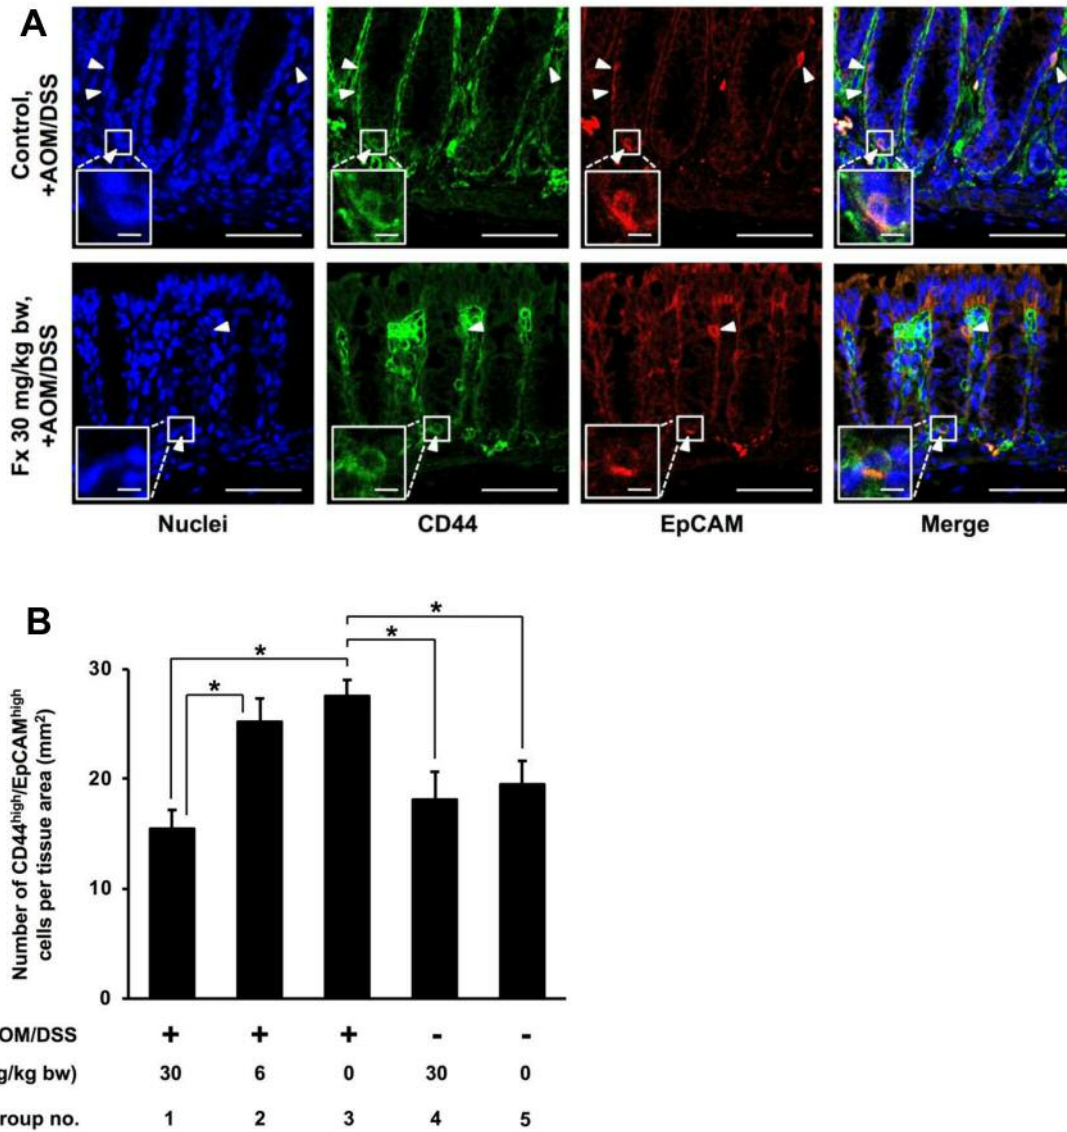 A
Control,
+AOM/DSS
Fx 30 mg/kg bw,
+AOM/DSS
Nuclei CD44 EpCAM Merge
B
Number of CD44high/EpCAMhigh
cells per tissue area (mm2)
30
20
10
0
* * * *
OM/DSS + + + - -
g/kg bw) 30 6 0 30 0
roup no. 1 2 3 4 5